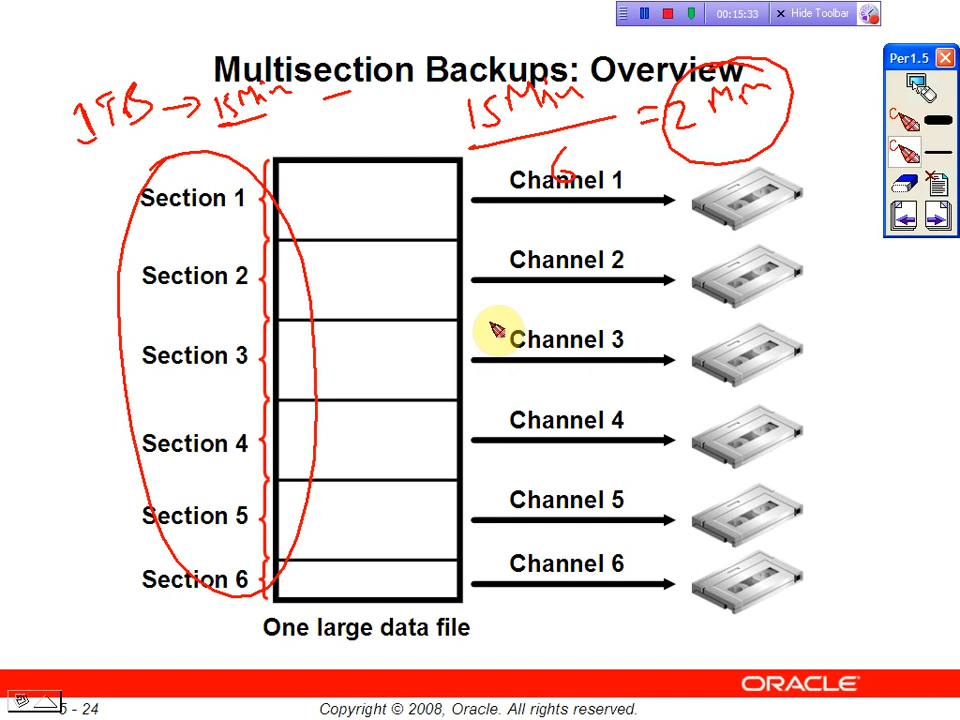 00:15:33 Hide Toolbar
Per1.5
Multisection Backups: Overview
1TB → 15Min
15Min
6
= 2 Min
Section 1
Channel 1
Section 2
Channel 2
Section 3
Channel 3
Section 4
Channel 4
Section 5
Channel 5
Section 6
Channel 6
One large data file
ORACLE
5 - 24
Copyright © 2008, Oracle. All rights reserved.